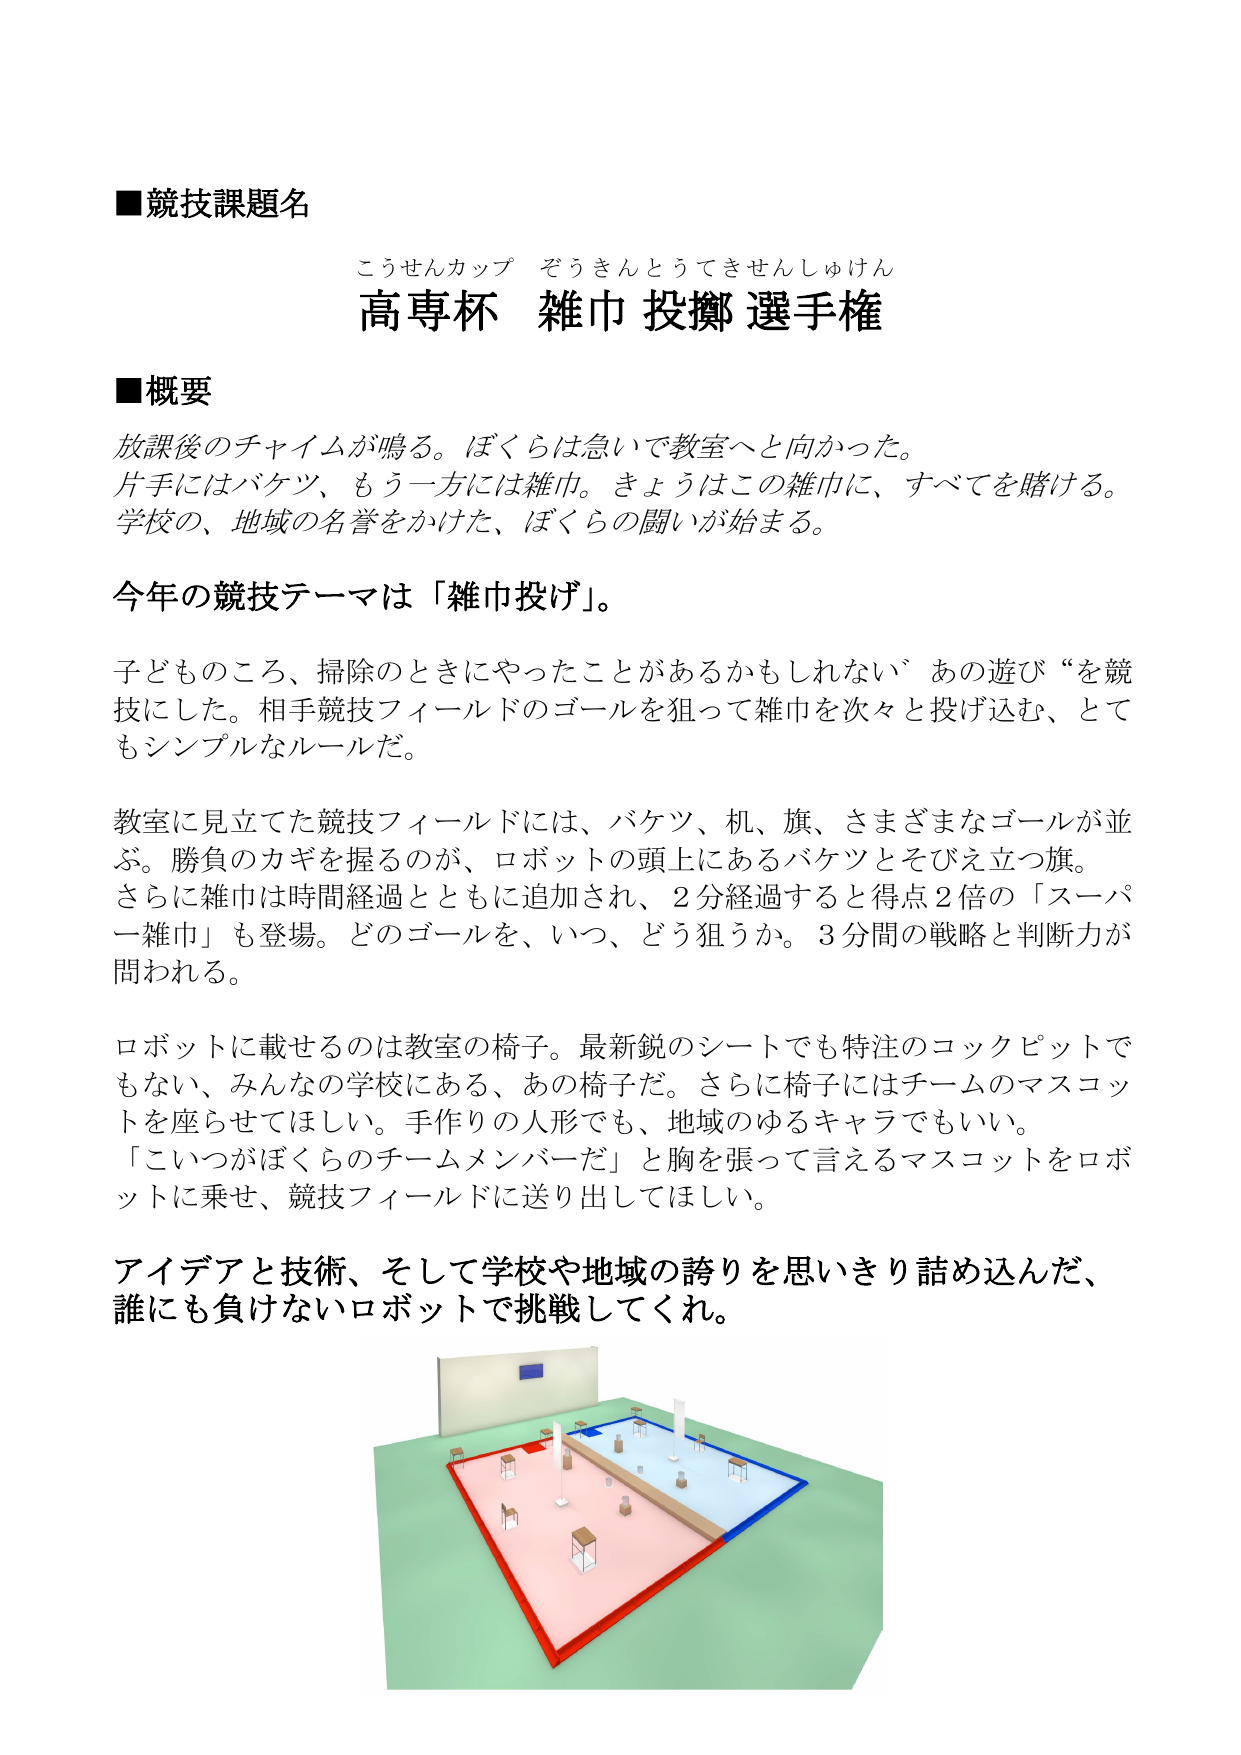 ■競技課題名
こうせんカップ　ぞうきんとうてきせんしゅけん
高専杯　雑巾 投擲 選手権
■概要
放課後のチャイムが鳴る。ぼくらは急いで教室へと向かった。
片手にはバケツ、もう一方には雑巾。きょうはこの雑巾に、すべてを賭ける。
学校の、地域の名誉をかけた、ぼくらの闘いが始まる。
今年の競技テーマは「雑巾投げ」。
子どものころ、掃除のときにやったことがあるかもしれない゛あの遊び“を競
技にした。相手競技フィールドのゴールを狙って雑巾を次々と投げ込む、とて
もシンプルなルールだ。
教室に見立てた競技フィールドには、バケツ、机、旗、さまざまなゴールが並
ぶ。勝負のカギを握るのが、ロボットの頭上にあるバケツとそびえ立つ旗。
さらに雑巾は時間経過とともに追加され、２分経過すると得点２倍の「スーパ
ー雑巾」も登場。どのゴールを、いつ、どう狙うか。３分間の戦略と判断力が
問われる。
ロボットに載せるのは教室の椅子。最新鋭のシートでも特注のコックピットで
もない、みんなの学校にある、あの椅子だ。さらに椅子にはチームのマスコッ
トを座らせてほしい。手作りの人形でも、地域のゆるキャラでもいい。
「こいつがぼくらのチームメンバーだ」と胸を張って言えるマスコットをロボ
ットに乗せ、競技フィールドに送り出してほしい。
アイデアと技術、そして学校や地域の誇りを思いきり詰め込んだ、
誰にも負けないロボットで挑戦してくれ。